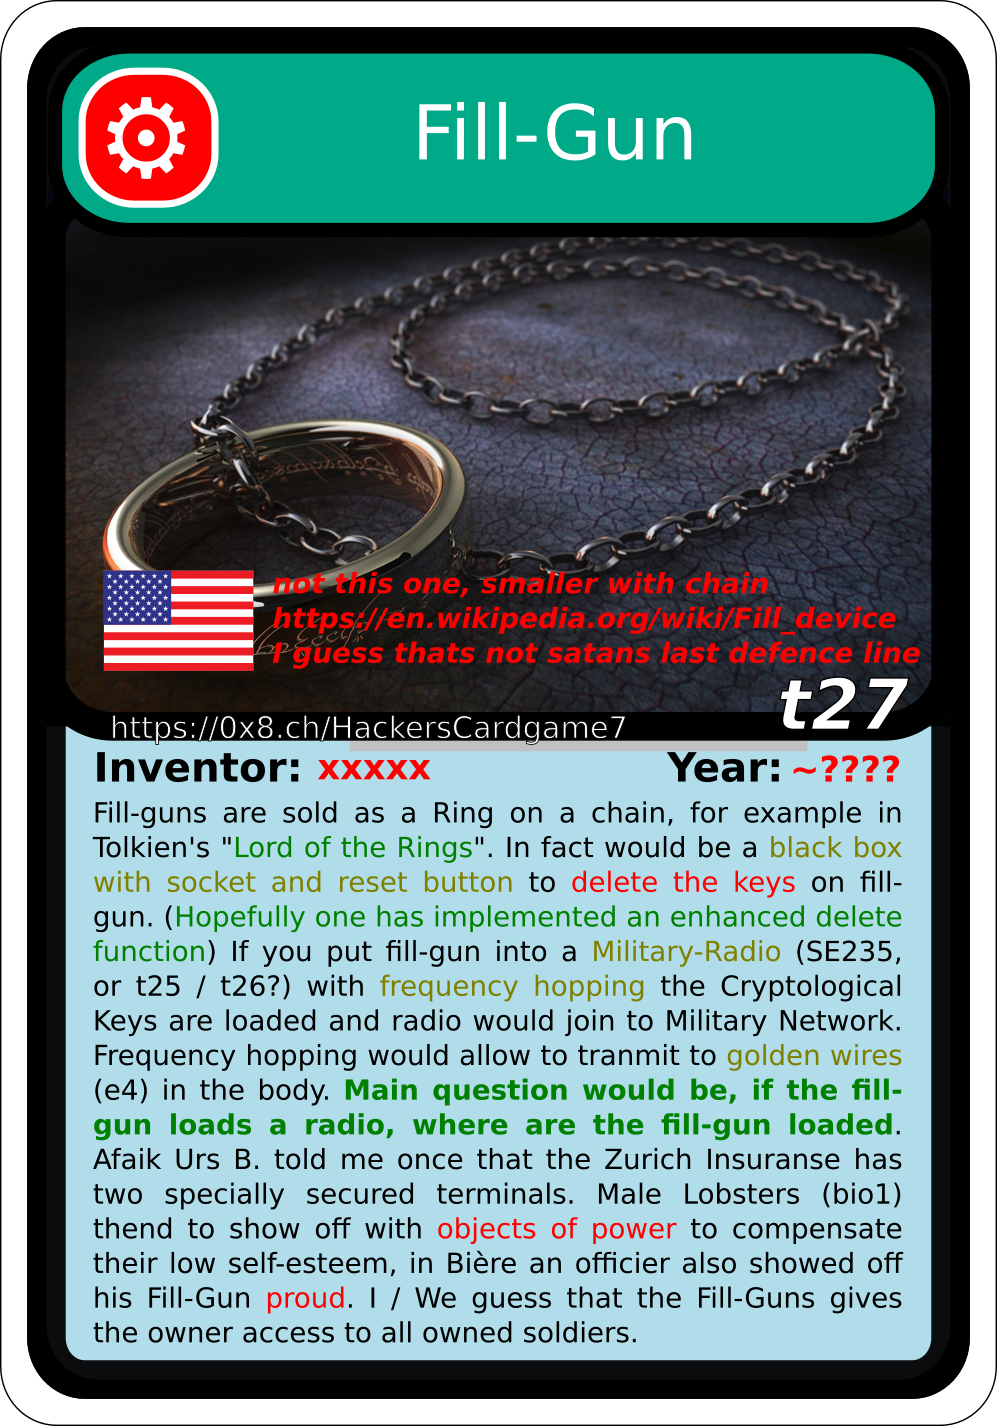 Fill-Gun
not this one, smaller with chain
https://en.wikipedia.org/wiki/Fill_device
I guess thats not satans last defence line
t27
https://0x8.ch/HackersCardgame7
Inventor: xxxxx Year: ~????
Fill-guns are sold as a Ring on a chain, for example in
Tolkien's "Lord of the Rings". In fact would be a black box
with socket and reset button to delete the keys on fill-
gun. (Hopefully one has implemented an enhanced delete
function) If you put fill-gun into a Military-Radio (SE235,
or t25 / t26?) with frequency hopping the Cryptological
Keys are loaded and radio would join to Military Network.
Frequency hopping would allow to tranmit to golden wires
(e4) in the body. Main question would be, if the fill-
gun loads a radio, where are the fill-gun loaded.
Afaik Urs B. told me once that the Zurich Insuranse has
two specially secured terminals. Male Lobsters (bio1)
thend to show off with objects of power to compensate
their low self-esteem, in Bière an officier also showed off
his Fill-Gun proud. I / We guess that the Fill-Guns gives
the owner access to all owned soldiers.